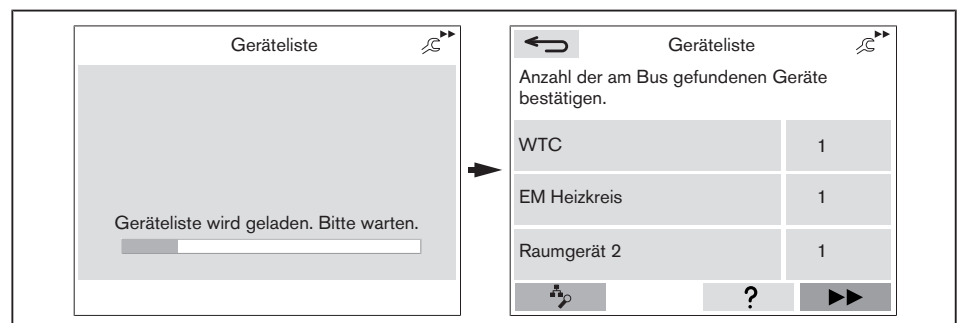 Geräteliste
Geräteliste wird geladen. Bitte warten.
Geräteliste
Anzahl der am Bus gefundenen Geräte
bestätigen.
WTC 1
EM Heizkreis 1
Raumgerät 2 1
?